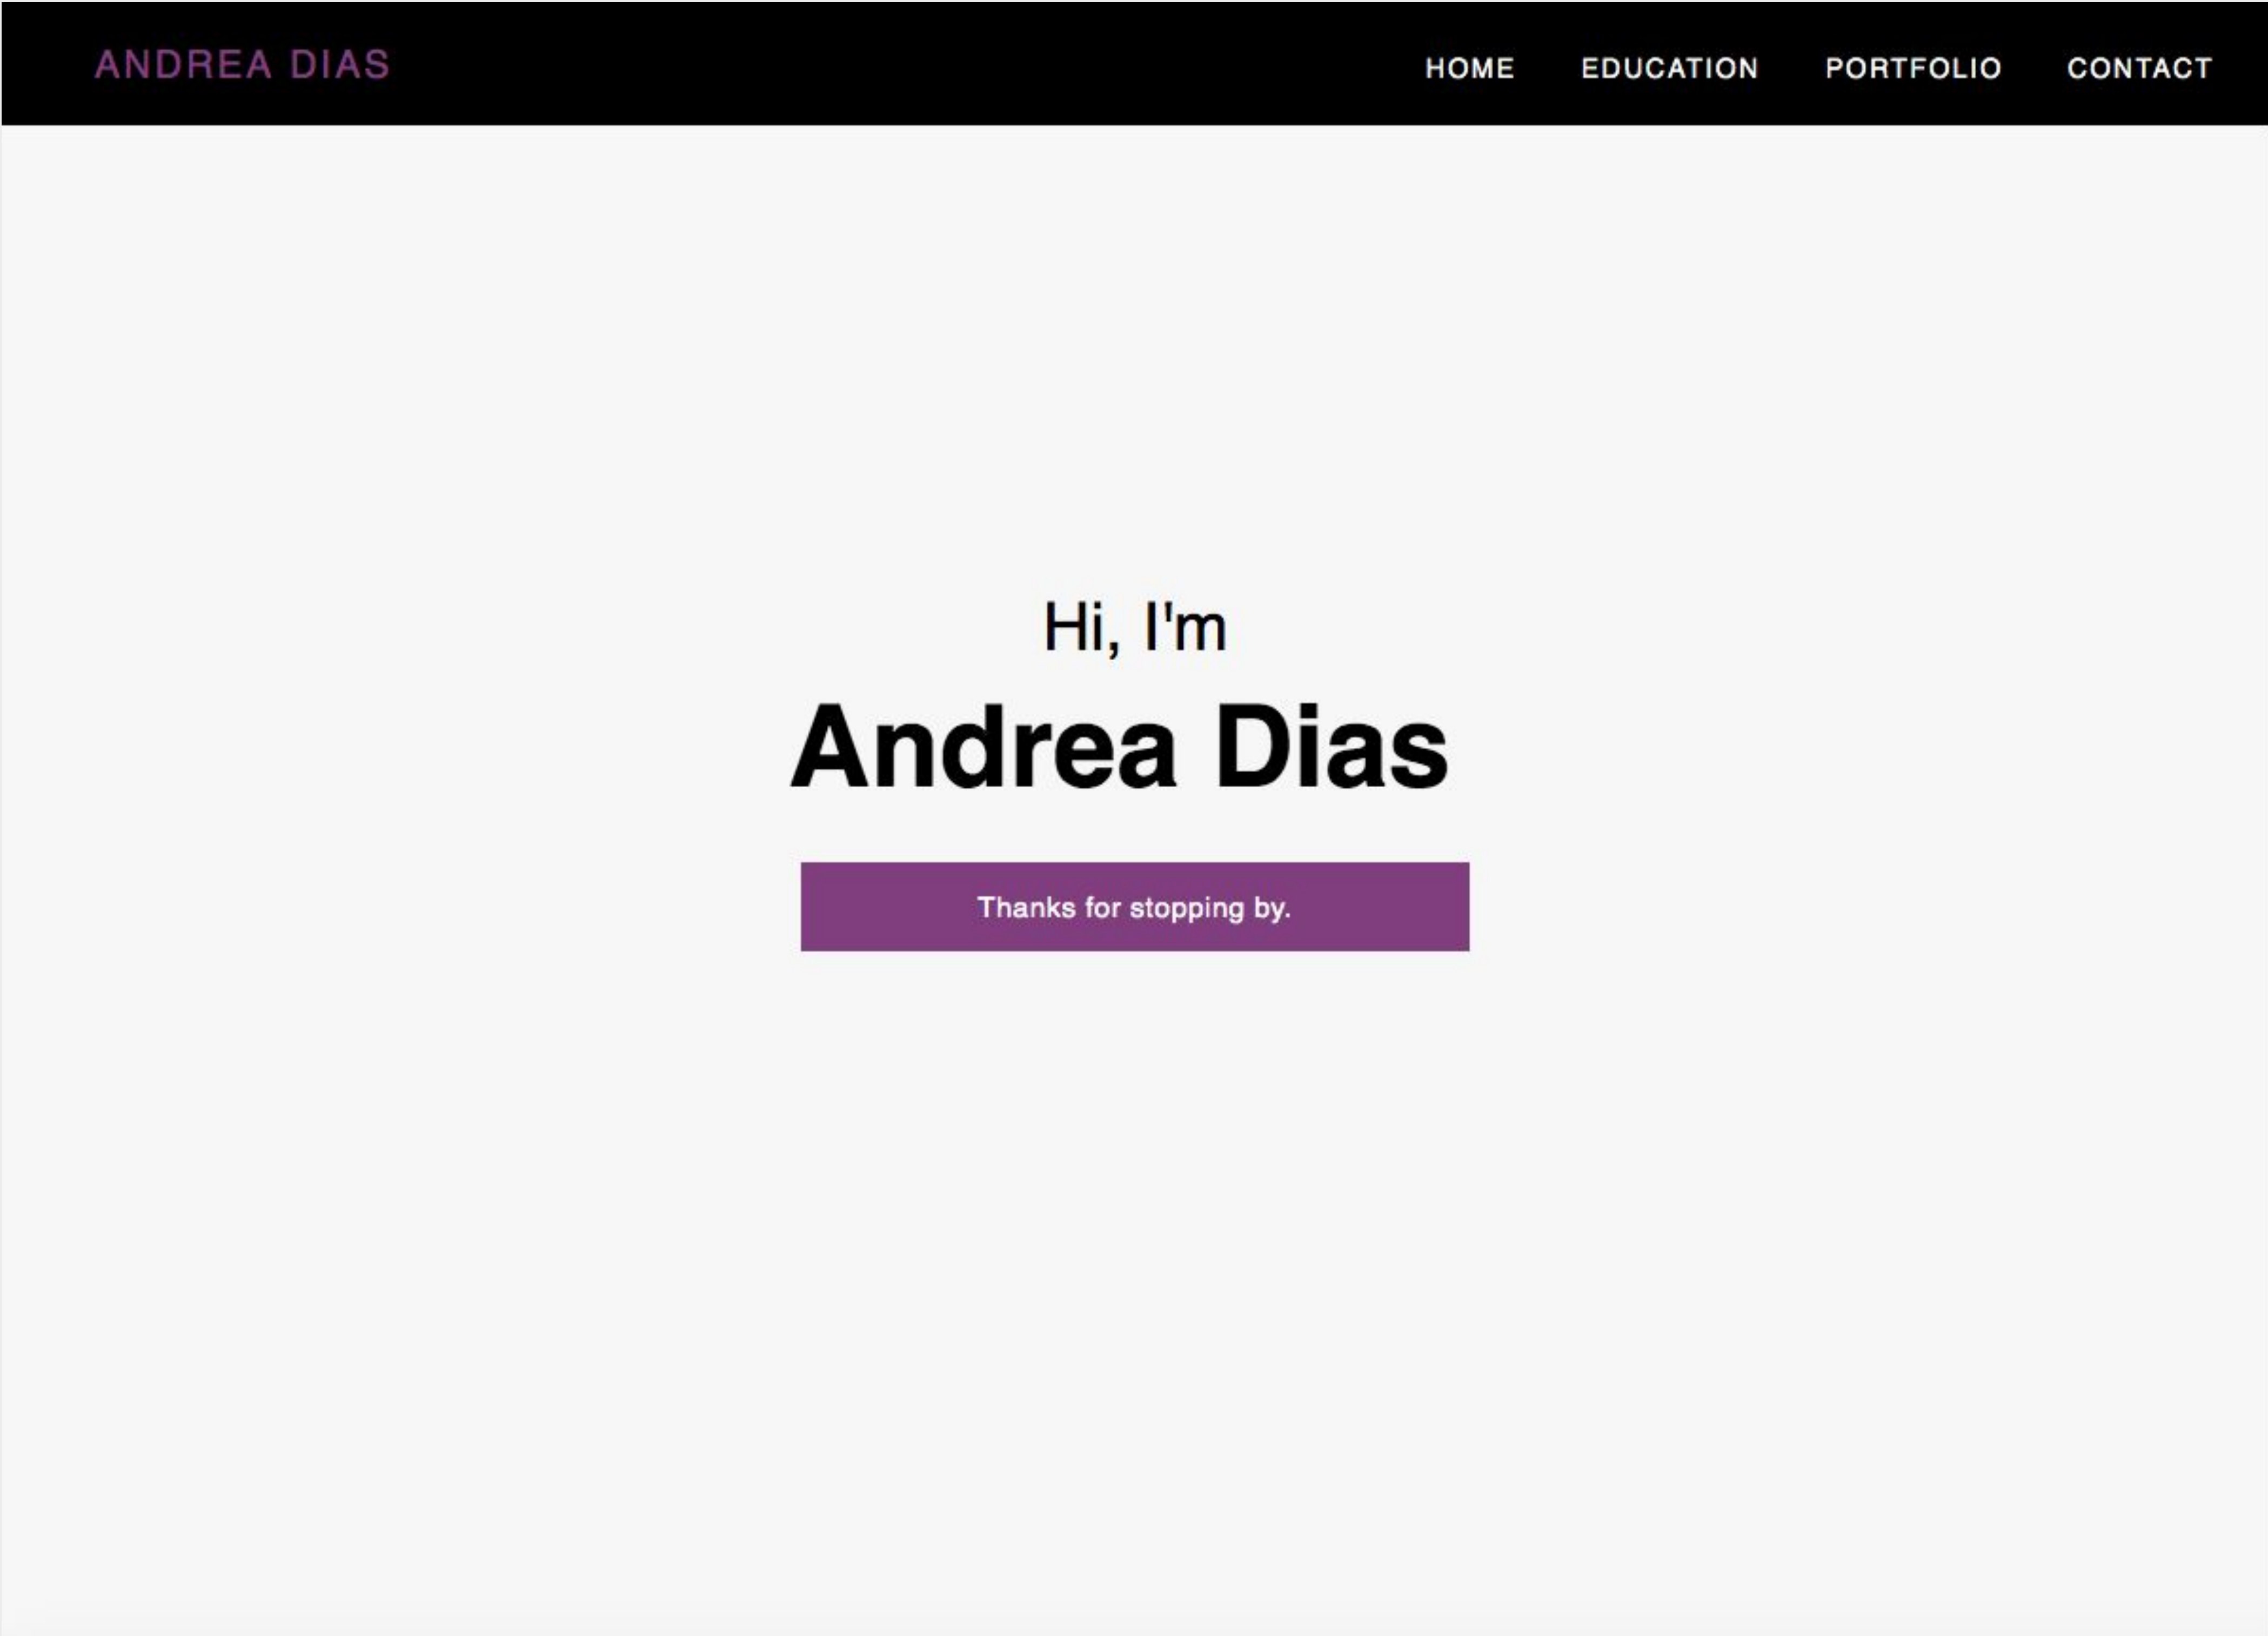 ANDREA DIAS
HOME EDUCATION PORTFOLIO CONTACT
Hi, I'm
Andrea Dias
Thanks for stopping by.